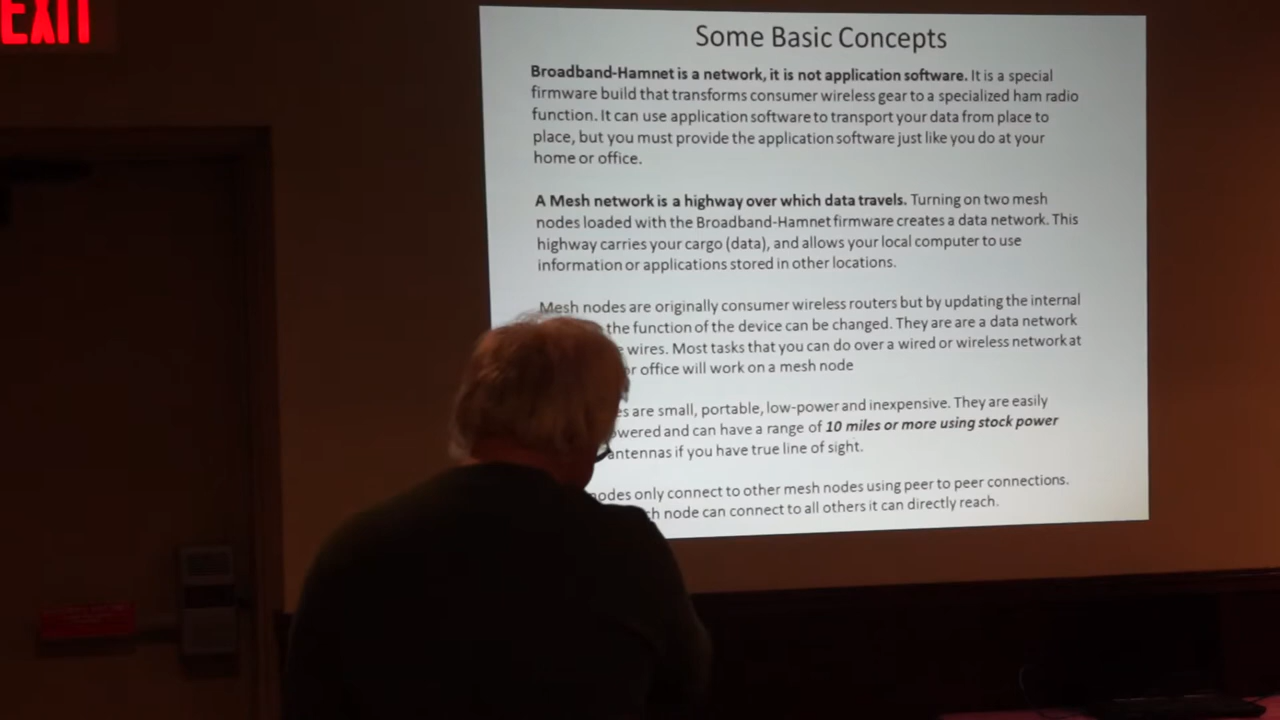 EXIT
Some Basic Concepts
Broadband-Hamnet is a network, it is not application software. It is a special
firmware build that transforms consumer wireless gear to a specialized ham radio
function. It can use application software to transport your data from place to
place, but you must provide the application software just like you do at your
home or office.
A Mesh network is a highway over which data travels. Turning on two mesh
nodes loaded with the Broadband-Hamnet firmware creates a data network. This
highway carries your cargo (data), and allows your local computer to use
information or applications stored in other locations.
Mesh nodes are originally consumer wireless routers but by updating the internal
the function of the device can be changed. They are are a data network
wires. Most tasks that you can do over a wired or wireless network at
or office will work on a mesh node
are small, portable, low-power and inexpensive. They are easily
and can have a range of 10 miles or more using stock power
antennas if you have true line of sight.
nodes only connect to other mesh nodes using peer to peer connections.
node can connect to all others it can directly reach.